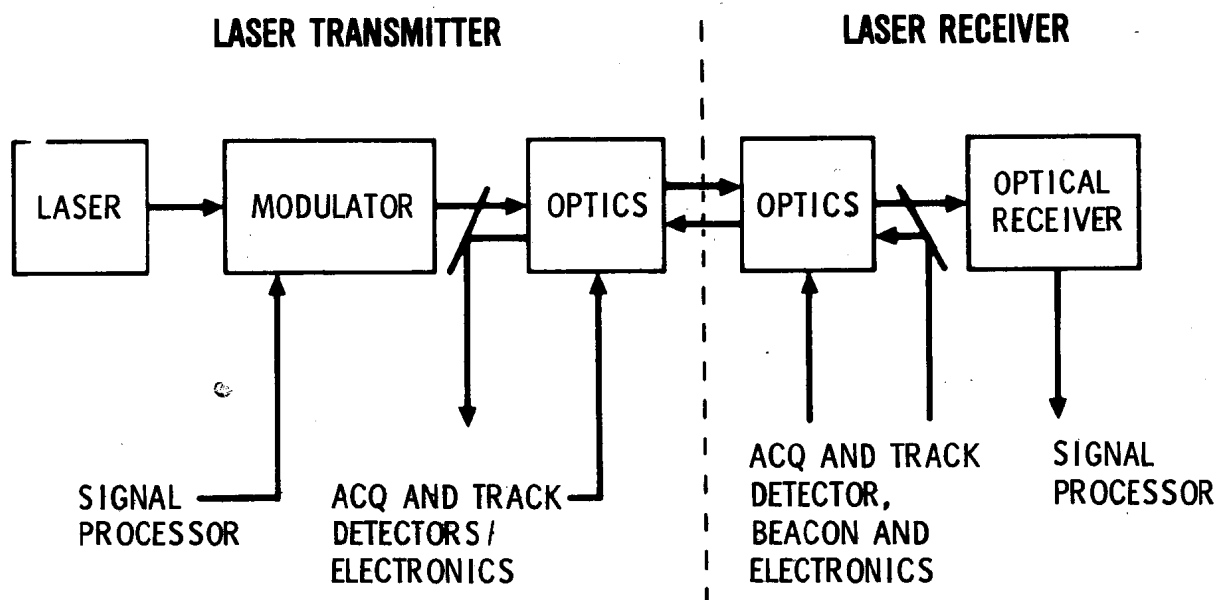 LASER TRANSMITTER
LASER RECEIVER
LASER
MODULATOR
OPTICS
OPTICS
OPTICAL
RECEIVER
SIGNAL
PROCESSOR
ACQ AND TRACK
DETECTORS/
ELECTRONICS
ACQ AND TRACK
DETECTOR,
BEACON AND
ELECTRONICS
SIGNAL
PROCESSOR